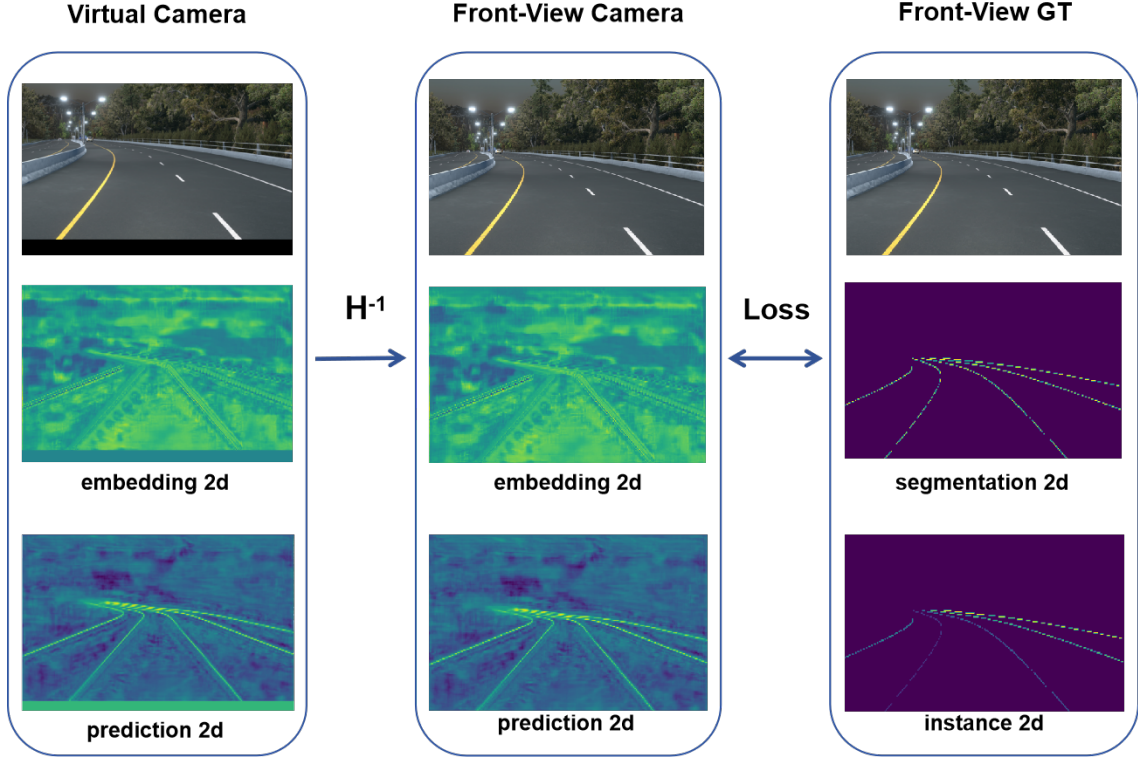 Virtual Camera
Front-View Camera
Front-View GT
H-1
Loss
embedding 2d
embedding 2d
segmentation 2d
prediction 2d
prediction 2d
instance 2d